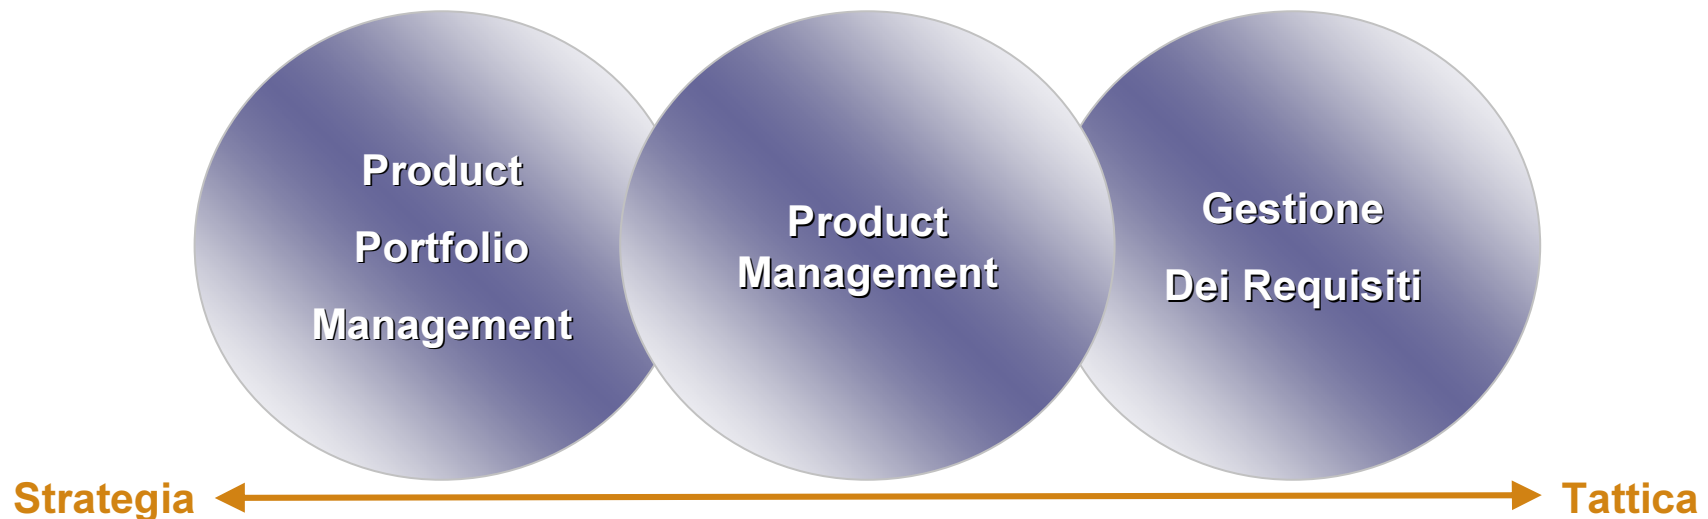 Product
Portfolio
Management
Product
Management
Gestione
Dei Requisiti
Strategia
Tattica